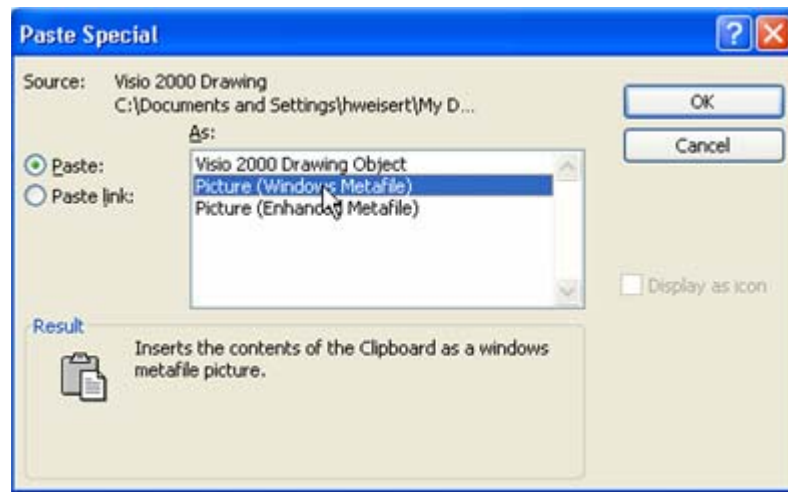 Paste Special
Source: Visio 2000 Drawing
C:\Documents and Settings\hweisert\My D...
OK
As:
Cancel
Paste:
Paste link:
Visio 2000 Drawing Object
Picture (Windows Metafile)
Picture (Enhanced Metafile)
Display as icon
Result
Inserts the contents of the Clipboard as a windows
metafile picture.